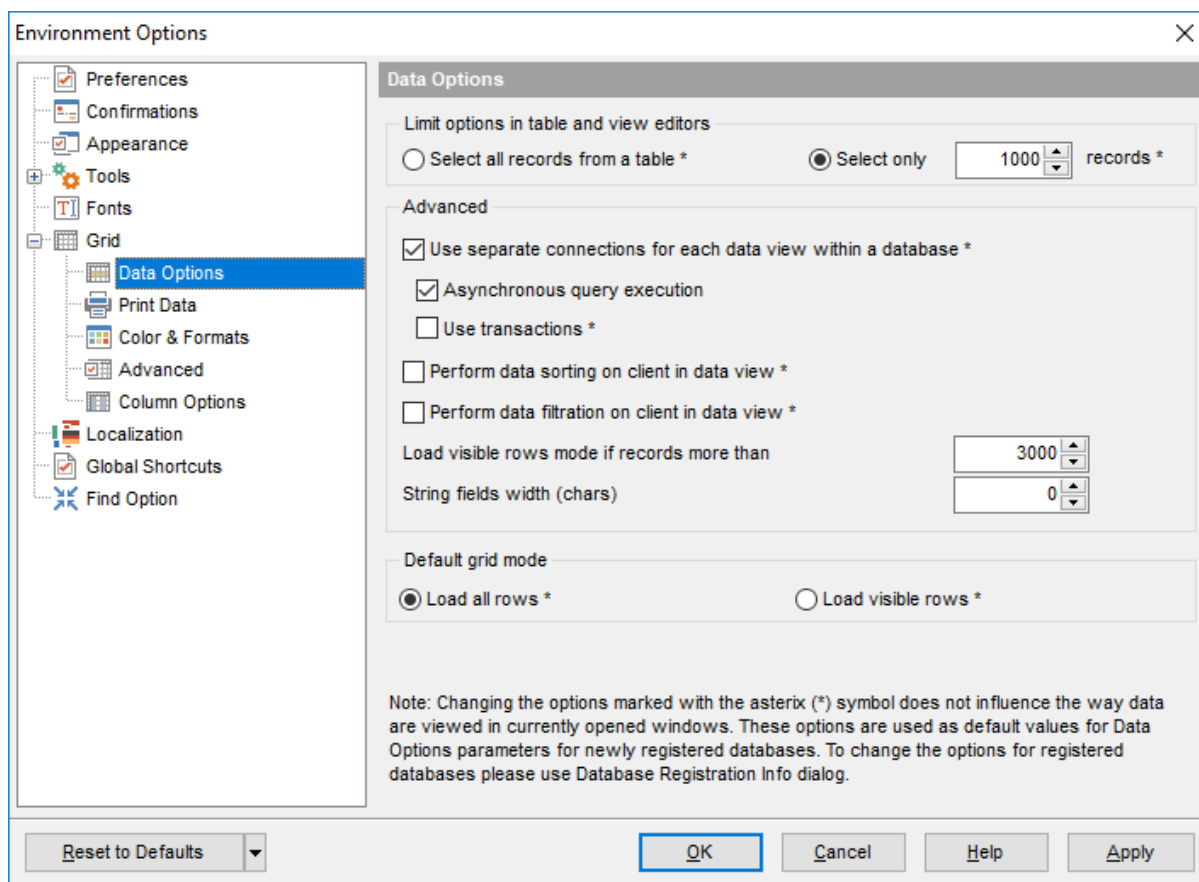 Environment Options
Preferences
Confirmations
Appearance
Tools
Fonts
Grid
Data Options
Print Data
Color & Formats
Advanced
Column Options
Localization
Global Shortcuts
Find Option
Data Options
Limit options in table and view editors
Select all records from a table * Select only 1000 records *
Advanced
Use separate connections for each data view within a database *
Asynchronous query execution
Use transactions *
Perform data sorting on client in data view *
Perform data filtration on client in data view *
Load visible rows mode if records more than 3000
String fields width (chars) 0
Default grid mode
Load all rows * Load visible rows *
Note: Changing the options marked with the asterix (*) symbol does not influence the way data
are viewed in currently opened windows. These options are used as default values for Data
Options parameters for newly registered databases. To change the options for registered
databases please use Database Registration Info dialog.
Reset to Defaults OK Cancel Help Apply